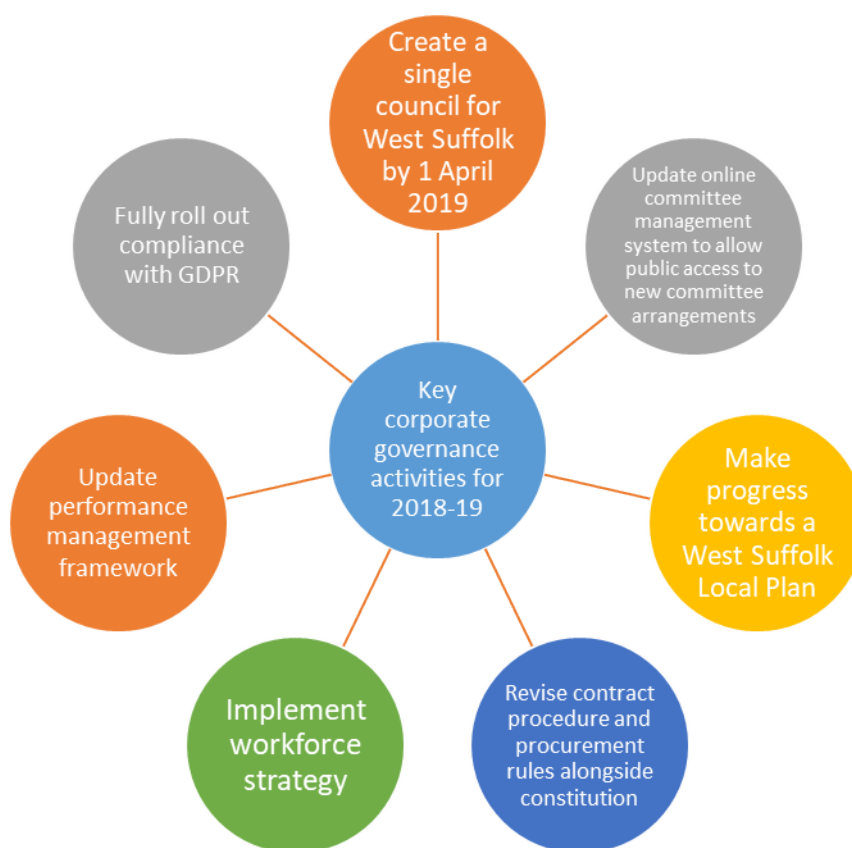 Create a
single
council for
West Suffolk
by 1 April
2019
Update online
committee
management
system to allow
public access to
new committee
arrangements
Make
progress
towards a
West Suffolk
Local Plan
Revise contract
procedure and
procurement
rules alongside
constitution
Implement
workforce
strategy
Update
performance
management
framework
Fully roll out
compliance
with GDPR
Key
corporate
governance
activities for
2018-19